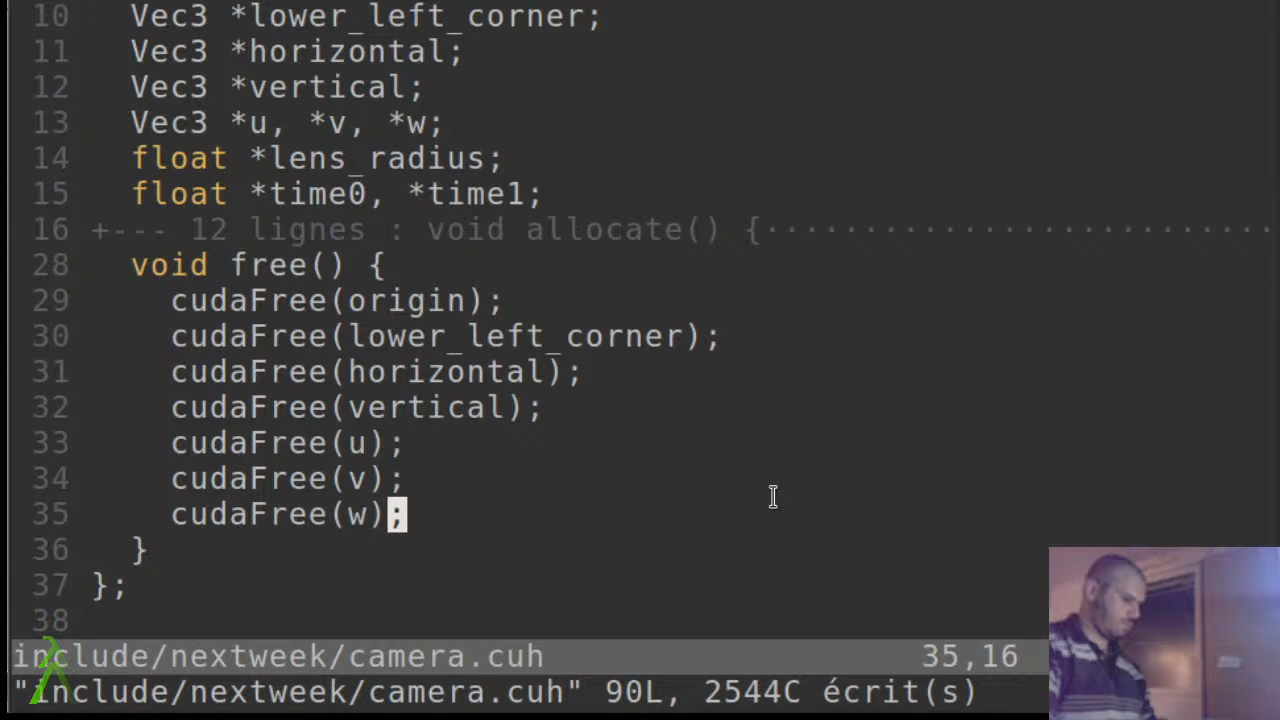 10 Vec3 *lower_left_corner;
11 Vec3 *horizontal;
12 Vec3 *vertical;
13 Vec3 *u, *v, *w;
14 float *lens_radius;
15 float *time0, *time1;
16 +--- 12 lignes : void allocate() {··························
28 void free() {
29 cudaFree(origin);
30 cudaFree(lower_left_corner);
31 cudaFree(horizontal);
32 cudaFree(vertical);
33 cudaFree(u);
34 cudaFree(v);
35 cudaFree(w);
36 }
37 };
38
include/nextweek/camera.cuh 35,16
"include/nextweek/camera.cuh" 90L, 2544C écrit(s)
λ